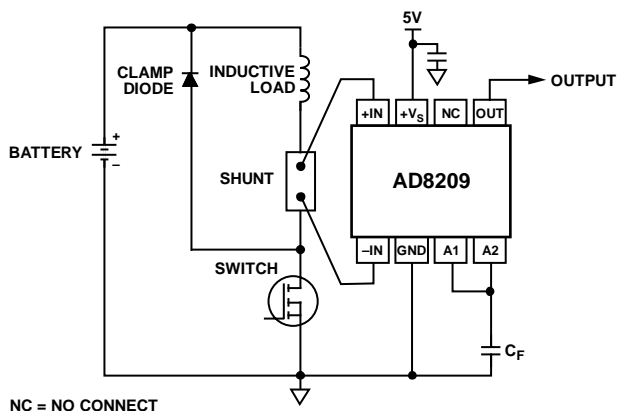 5V
CLAMP
DIODE
INDUCTIVE
LOAD
OUTPUT
+IN
+VS
NC
OUT
BATTERY
+
–
SHUNT
AD8209
–IN
GND
A1
A2
SWITCH
CF
NC = NO CONNECT